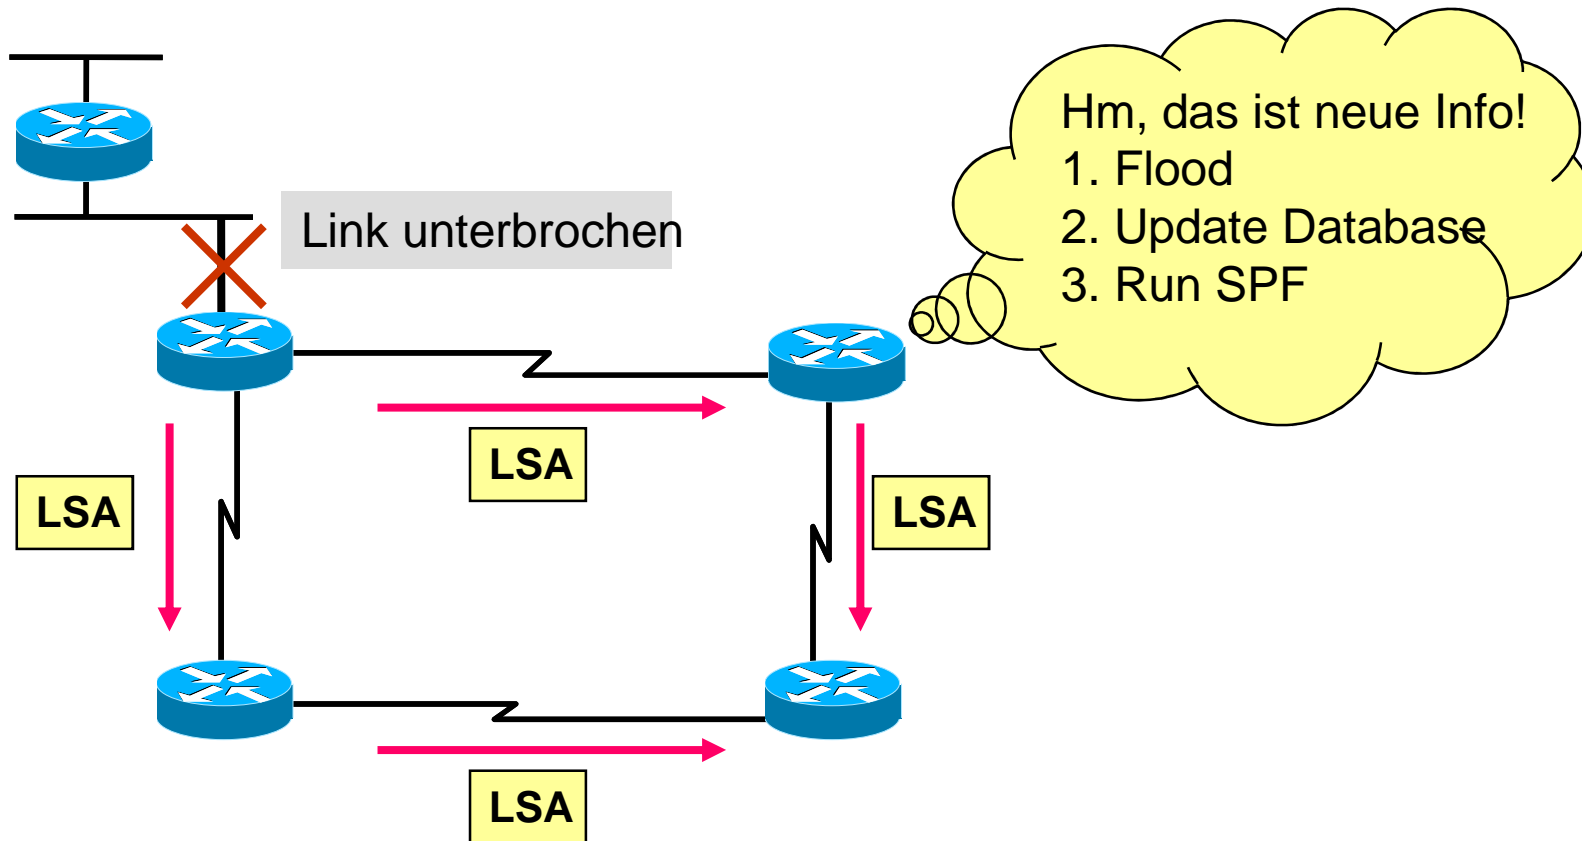 Hm, das ist neue Info!
1. Flood
2. Update Database
3. Run SPF
Link unterbrochen
LSA
LSA
LSA
LSA